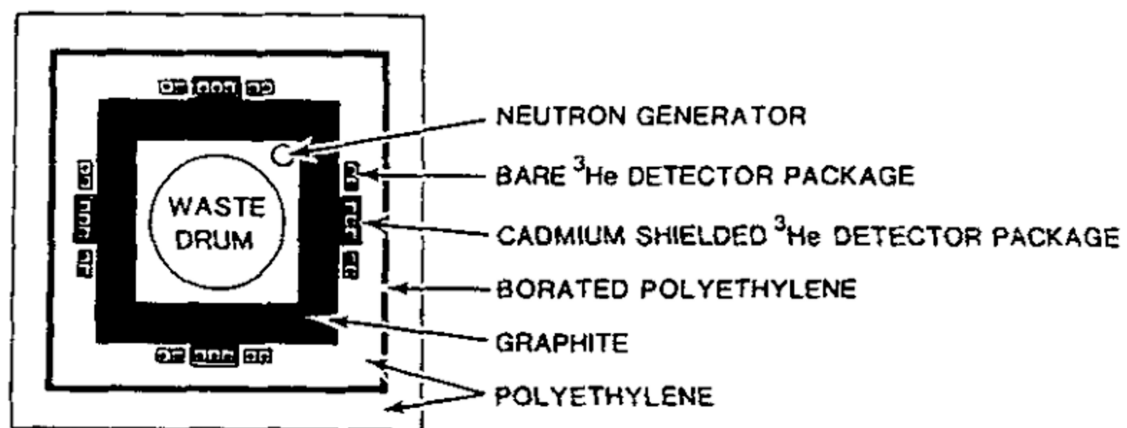 NEUTRON GENERATOR
BARE ³He DETECTOR PACKAGE
WASTE
DRUM
CADMIUM SHIELDED ³He DETECTOR PACKAGE
BORATED POLYETHYLENE
GRAPHITE
POLYETHYLENE